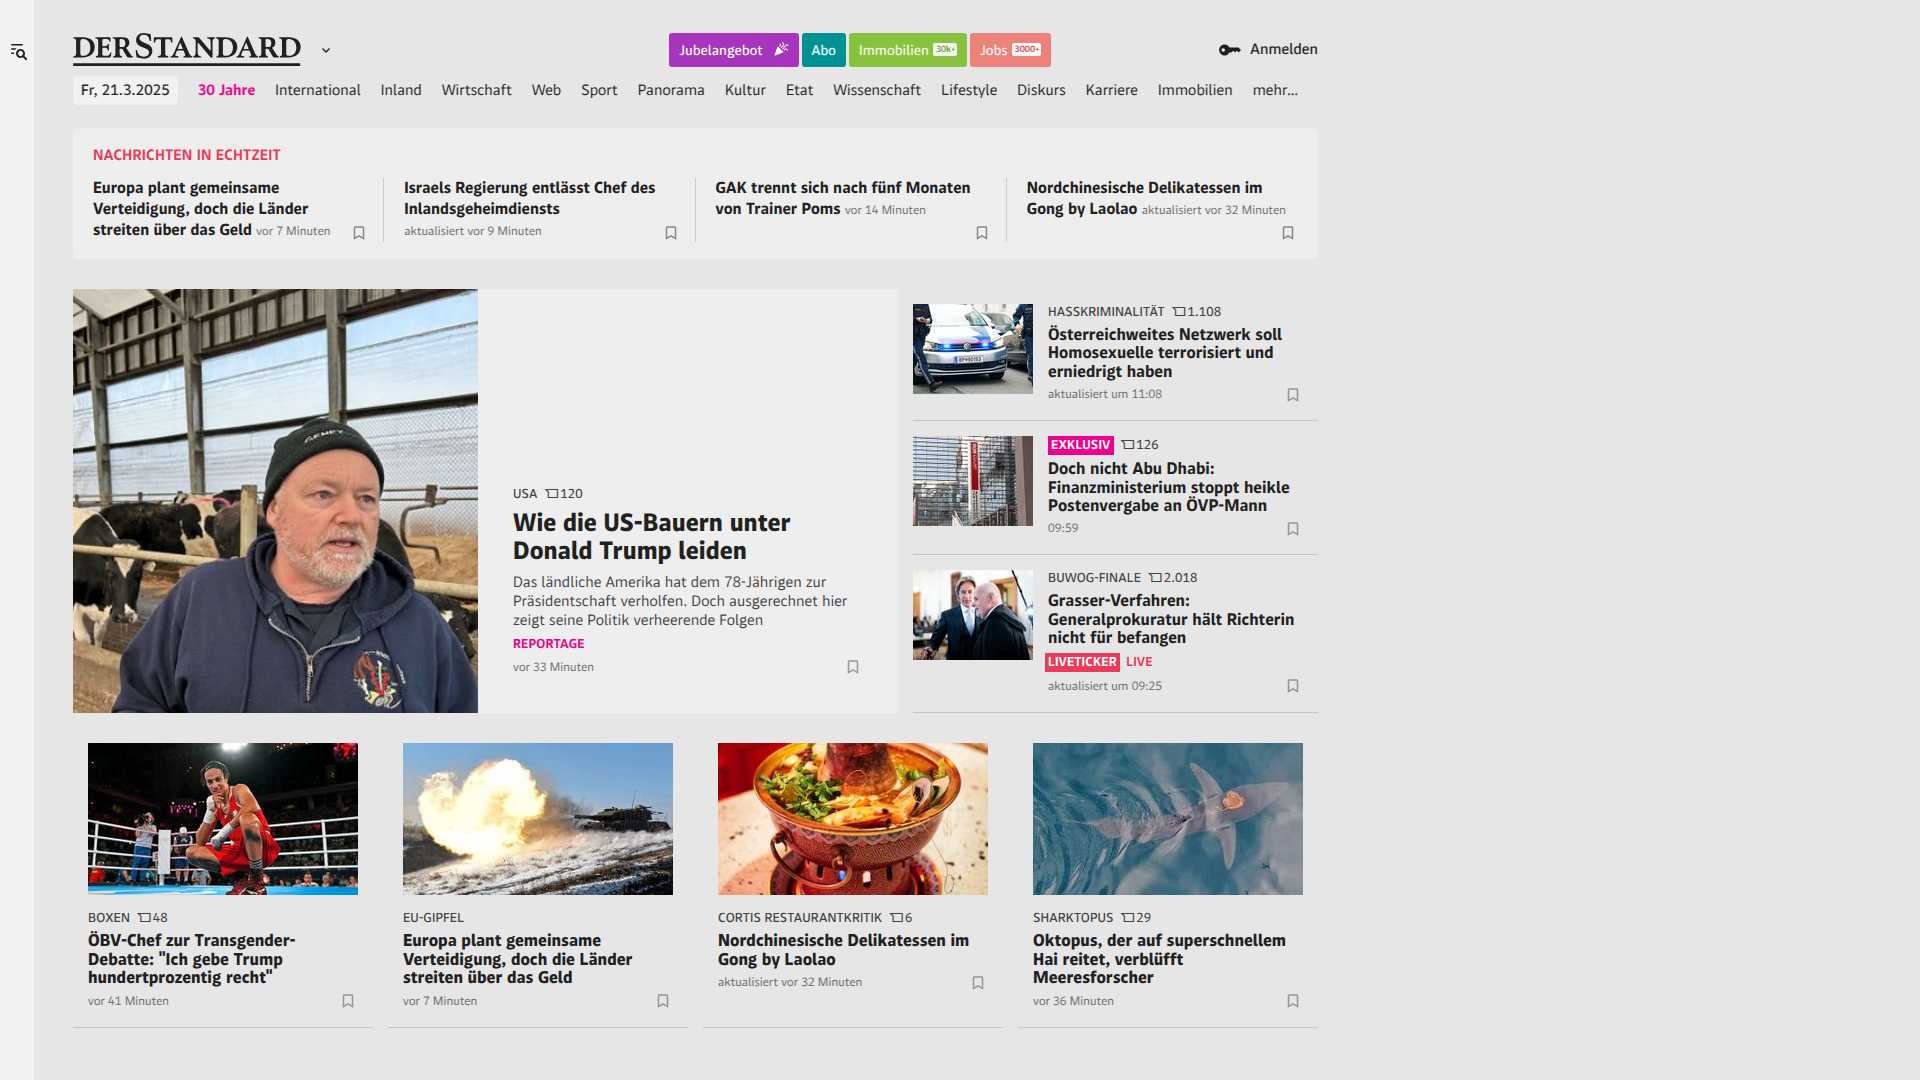 DERSTANDARD
Jubelangebot
Abo
Immobilien 30k+
Jobs 3000+
Anmelden
Fr, 21.3.2025
30 Jahre
International
Inland
Wirtschaft
Web
Sport
Panorama
Kultur
Etat
Wissenschaft
Lifestyle
Diskurs
Karriere
Immobilien
mehr...
NACHRICHTEN IN ECHTZEIT
Europa plant gemeinsame
Verteidigung, doch die Länder
streiten über das Geld vor 7 Minuten
Israels Regierung entlässt Chef des
Inlandsgeheimdiensts
aktualisiert vor 9 Minuten
GAK trennt sich nach fünf Monaten
von Trainer Poms vor 14 Minuten
Nordchinesische Delikatessen im
Gong by Laolao aktualisiert vor 32 Minuten
USA 120
Wie die US-Bauern unter
Donald Trump leiden
Das ländliche Amerika hat dem 78-Jährigen zur
Präsidentschaft verholfen. Doch ausgerechnet hier
zeigt seine Politik verheerende Folgen
REPORTAGE
vor 33 Minuten
HASSKRIMINALITÄT 1.108
Österreichweites Netzwerk soll
Homosexuelle terrorisiert und
erniedrigt haben
aktualisiert um 11:08
EXKLUSIV 126
Doch nicht Abu Dhabi:
Finanzministerium stoppt heikle
Postenvergabe an ÖVP-Mann
09:59
BUWOG-FINALE 2.018
Grasser-Verfahren:
Generalprokuratur hält Richterin
nicht für befangen
LIVETICKER LIVE
aktualisiert um 09:25
BOXEN 48
ÖBV-Chef zur Transgender-
Debatte: "Ich gebe Trump
hundertprozentig recht"
vor 41 Minuten
EU-GIPFEL
Europa plant gemeinsame
Verteidigung, doch die Länder
streiten über das Geld
vor 7 Minuten
CORTIS RESTAURANTKRITIK 6
Nordchinesische Delikatessen im
Gong by Laolao
aktualisiert vor 32 Minuten
SHARKTOPUS 29
Oktopus, der auf superschnellem
Hai reitet, verblüfft
Meeresforscher
vor 36 Minuten